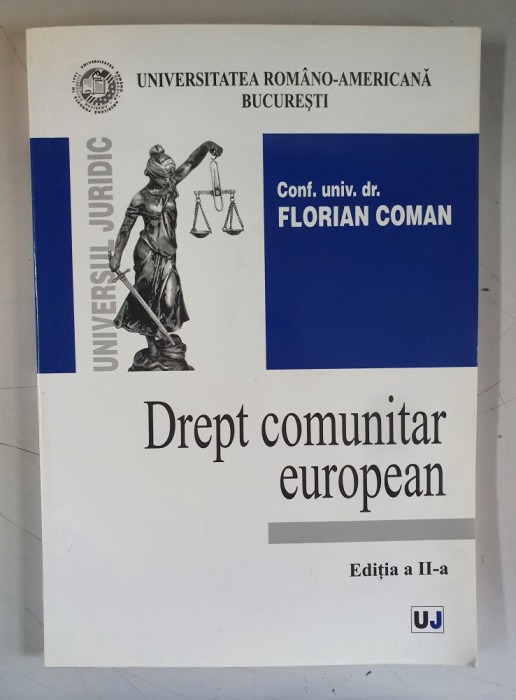 UNIVERSITATEA ROMÂNO-AMERICANĂ
BUCUREȘTI
UNIVERSUL JURIDIC
Conf. univ. dr.
FLORIAN COMAN
Drept comunitar
european
Ediția a II-a
UJ